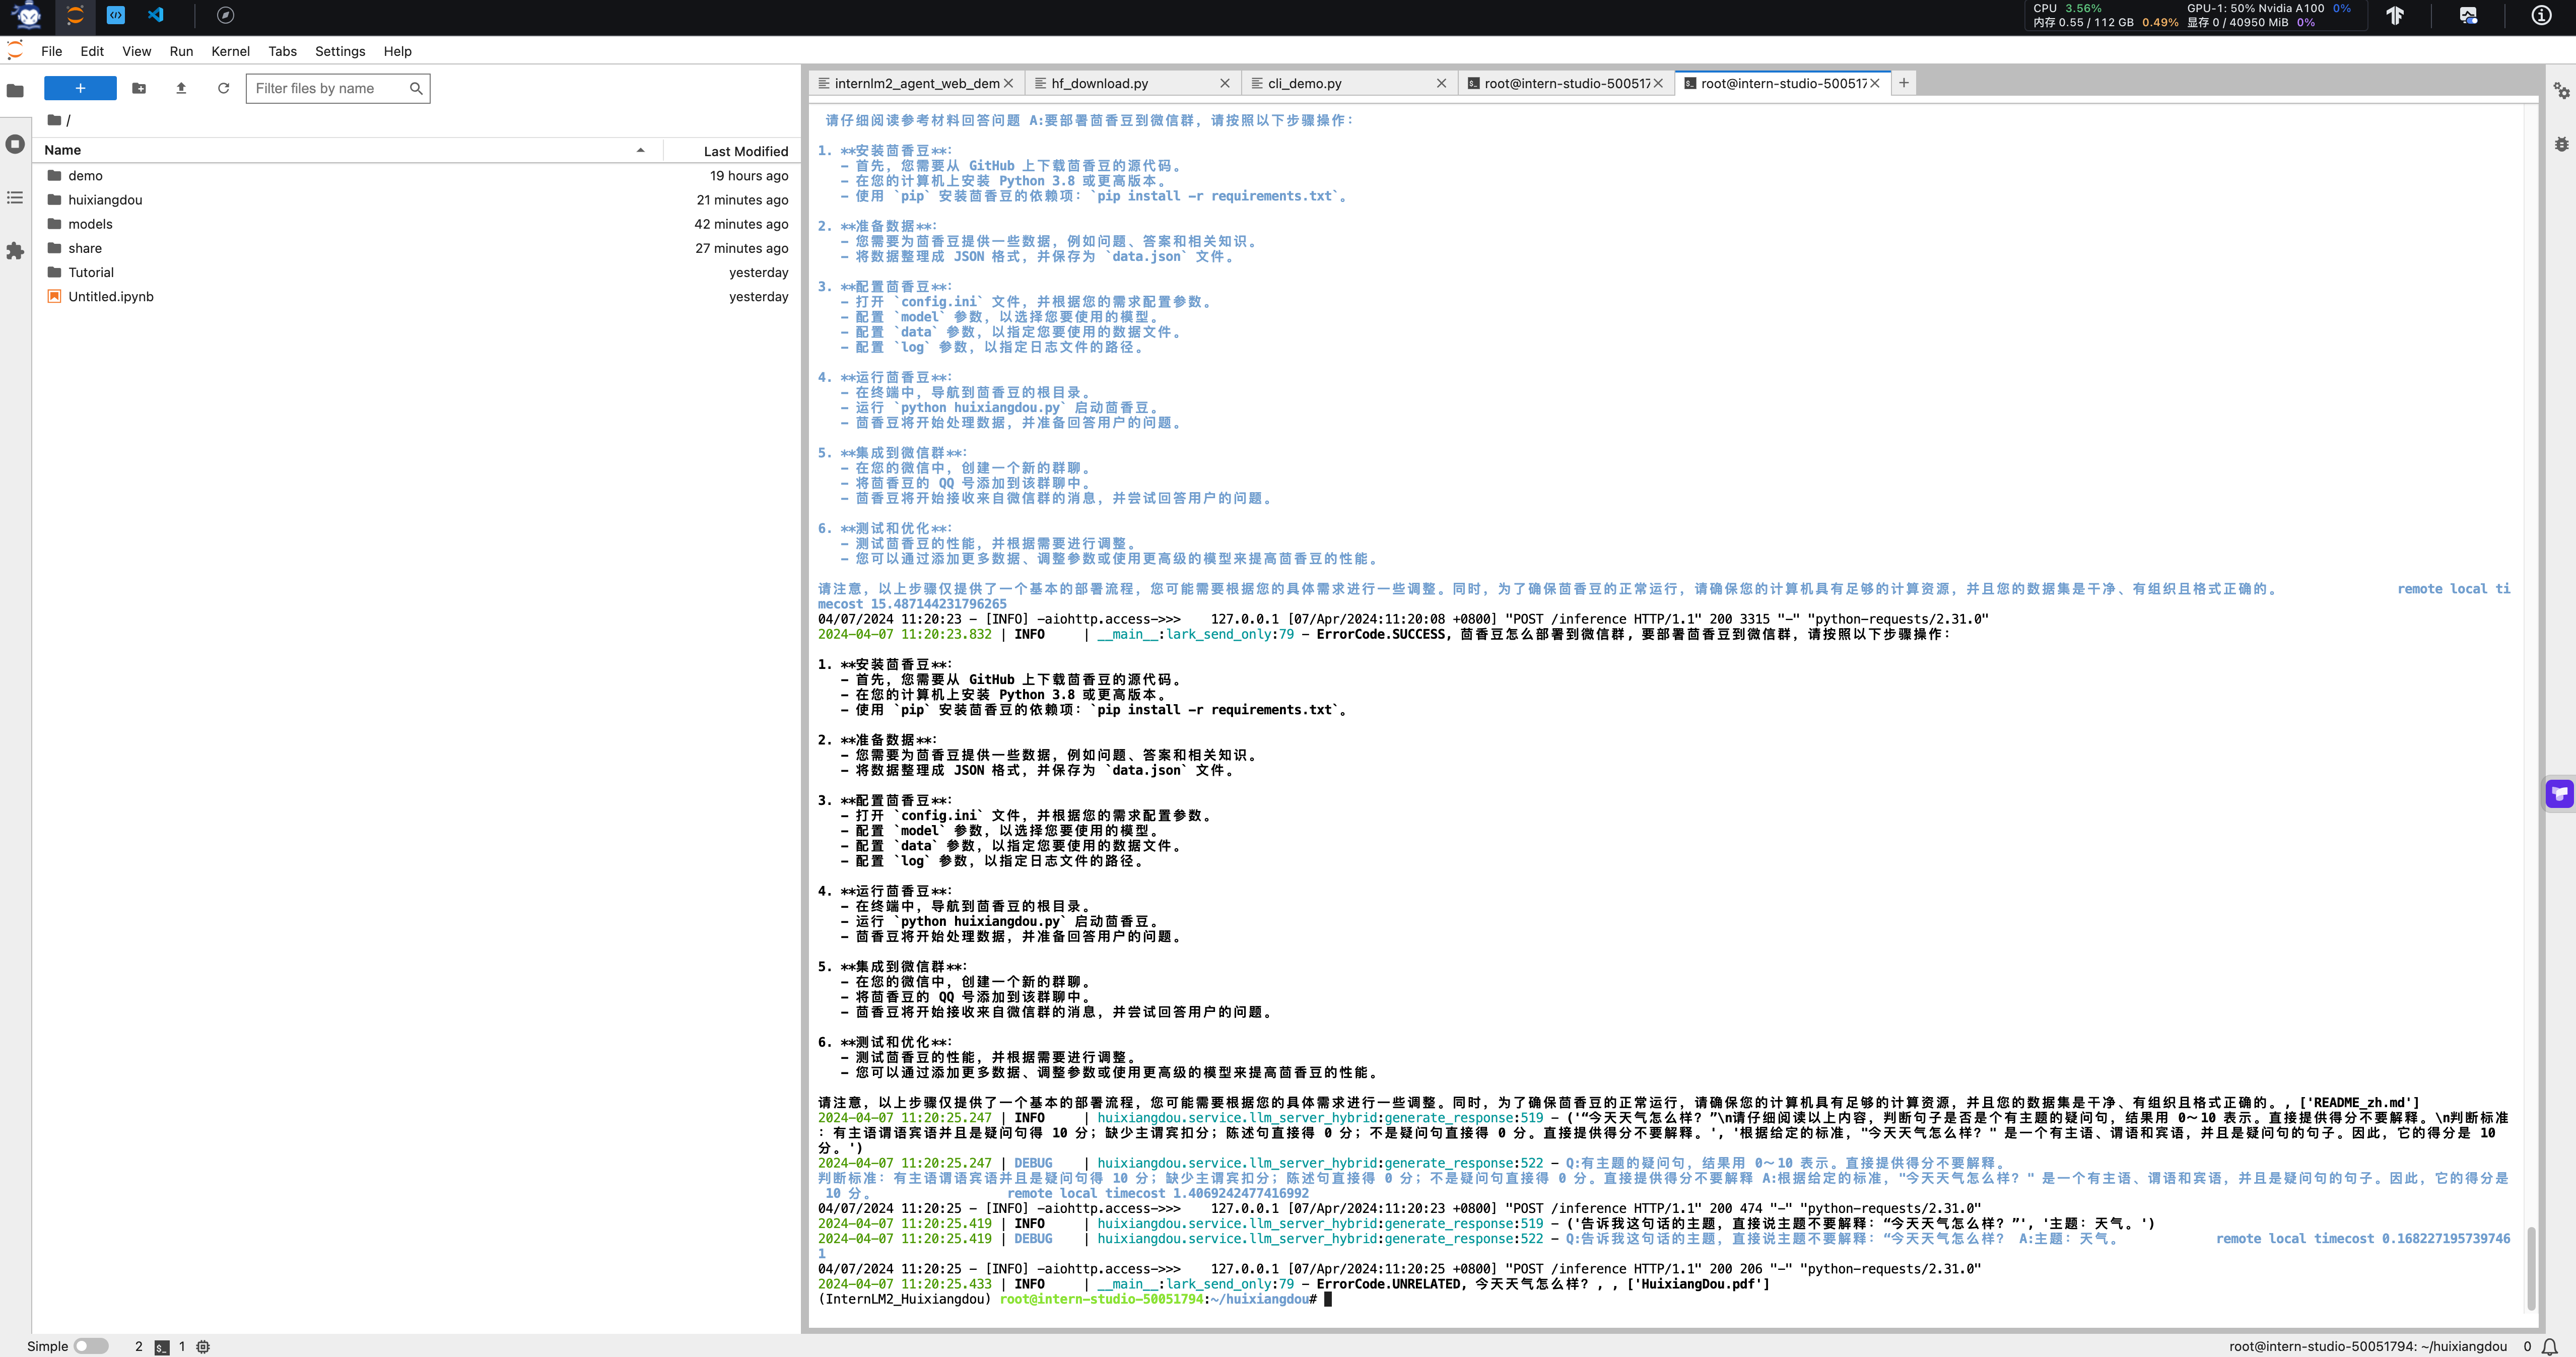 CPU 3.56% GPU-1: 50% Nvidia A100 0%
内存 0.55 / 112 GB 0.49% 显存 0 / 40950 MiB 0%
File Edit View Run Kernel Tabs Settings Help
+ Filter files by name
/
Name Last Modified
demo 19 hours ago
huixiangdou 21 minutes ago
models 42 minutes ago
share 27 minutes ago
Tutorial yesterday
Untitled.ipynb yesterday
internlm2_agent_web_dem hf_download.py cli_demo.py root@intern-studio-500517 root@intern-studio-500517 +
请仔细阅读参考材料回答问题 A:要部署茴香豆到微信群，请按照以下步骤操作：
1. **安装茴香豆**：
- 首先，您需要从 GitHub 上下载茴香豆的源代码。
- 在您的计算机上安装 Python 3.8 或更高版本。
- 使用 `pip` 安装茴香豆的依赖项：`pip install -r requirements.txt`。
2. **准备数据**：
- 您需要为茴香豆提供一些数据，例如问题、答案和相关知识。
- 将数据整理成 JSON 格式，并保存为 `data.json` 文件。
3. **配置茴香豆**：
- 打开 `config.ini` 文件，并根据您的需求配置参数。
- 配置 `model` 参数，以选择您要使用的模型。
- 配置 `data` 参数，以指定您要使用的数据文件。
- 配置 `log` 参数，以指定日志文件的路径。
4. **运行茴香豆**：
- 在终端中，导航到茴香豆的根目录。
- 运行 `python huixiangdou.py` 启动茴香豆。
- 茴香豆将开始处理数据，并准备回答用户的问题。
5. **集成到微信群**：
- 在您的微信中，创建一个新的群聊。
- 将茴香豆的 QQ 号添加到该群聊中。
- 茴香豆将开始接收来自微信群的消息，并尝试回答用户的问题。
6. **测试和优化**：
- 测试茴香豆的性能，并根据需要进行调整。
- 您可以通过添加更多数据、调整参数或使用更高级的模型来提高茴香豆的性能。
请注意，以上步骤仅提供了一个基本的部署流程，您可能需要根据您的具体需求进行一些调整。同时，为了确保茴香豆的正常运行，请确保您的计算机具有足够的计算资源，并且您的数据集是干净、有组织且格式正确的。 remote local ti
mecost 15.487144231796265
04/07/2024 11:20:23 - [INFO] -aiohttp.access->>> 127.0.0.1 [07/Apr/2024:11:20:08 +0800] "POST /inference HTTP/1.1" 200 3315 "-" "python-requests/2.31.0"
2024-04-07 11:20:23.832 | INFO | __main__:lark_send_only:79 - ErrorCode.SUCCESS, 茴香豆怎么部署到微信群, 要部署茴香豆到微信群，请按照以下步骤操作：
1. **安装茴香豆**：
- 首先，您需要从 GitHub 上下载茴香豆的源代码。
- 在您的计算机上安装 Python 3.8 或更高版本。
- 使用 `pip` 安装茴香豆的依赖项：`pip install -r requirements.txt`。
2. **准备数据**：
- 您需要为茴香豆提供一些数据，例如问题、答案和相关知识。
- 将数据整理成 JSON 格式，并保存为 `data.json` 文件。
3. **配置茴香豆**：
- 打开 `config.ini` 文件，并根据您的需求配置参数。
- 配置 `model` 参数，以选择您要使用的模型。
- 配置 `data` 参数，以指定您要使用的数据文件。
- 配置 `log` 参数，以指定日志文件的路径。
4. **运行茴香豆**：
- 在终端中，导航到茴香豆的根目录。
- 运行 `python huixiangdou.py` 启动茴香豆。
- 茴香豆将开始处理数据，并准备回答用户的问题。
5. **集成到微信群**：
- 在您的微信中，创建一个新的群聊。
- 将茴香豆的 QQ 号添加到该群聊中。
- 茴香豆将开始接收来自微信群的消息，并尝试回答用户的问题。
6. **测试和优化**：
- 测试茴香豆的性能，并根据需要进行调整。
- 您可以通过添加更多数据、调整参数或使用更高级的模型来提高茴香豆的性能。
请注意，以上步骤仅提供了一个基本的部署流程，您可能需要根据您的具体需求进行一些调整。同时，为了确保茴香豆的正常运行，请确保您的计算机具有足够的计算资源，并且您的数据集是干净、有组织且格式正确的。, ['README_zh.md']
2024-04-07 11:20:25.247 | INFO | huixiangdou.service.llm_server_hybrid:generate_response:519 - ('“今天天气怎么样？”\n请仔细阅读以上内容，判断句子是否是个有主题的疑问句，结果用 0～10 表示。直接提供得分不要解释。\n判断标准
：有主语谓语宾语并且是疑问句得 10 分；缺少主谓宾扣分；陈述句直接得 0 分；不是疑问句直接得 0 分。直接提供得分不要解释。', '根据给定的标准，"今天天气怎么样？" 是一个有主语、谓语和宾语，并且是疑问句的句子。因此，它的得分是 10
分。')
2024-04-07 11:20:25.247 | DEBUG | huixiangdou.service.llm_server_hybrid:generate_response:522 - Q:有主题的疑问句，结果用 0～10 表示。直接提供得分不要解释。
判断标准：有主语谓语宾语并且是疑问句得 10 分；缺少主谓宾扣分；陈述句直接得 0 分；不是疑问句直接得 0 分。直接提供得分不要解释 A:根据给定的标准，"今天天气怎么样？" 是一个有主语、谓语和宾语，并且是疑问句的句子。因此，它的得分是
10 分。 remote local timecost 1.4069242477416992
04/07/2024 11:20:25 - [INFO] -aiohttp.access->>> 127.0.0.1 [07/Apr/2024:11:20:23 +0800] "POST /inference HTTP/1.1" 200 474 "-" "python-requests/2.31.0"
2024-04-07 11:20:25.419 | INFO | huixiangdou.service.llm_server_hybrid:generate_response:519 - ('告诉我这句话的主题，直接说主题不要解释：“今天天气怎么样？”', '主题：天气。')
2024-04-07 11:20:25.419 | DEBUG | huixiangdou.service.llm_server_hybrid:generate_response:522 - Q:告诉我这句话的主题，直接说主题不要解释：“今天天气怎么样？ A:主题：天气。 remote local timecost 0.168227195739746
1
04/07/2024 11:20:25 - [INFO] -aiohttp.access->>> 127.0.0.1 [07/Apr/2024:11:20:25 +0800] "POST /inference HTTP/1.1" 200 206 "-" "python-requests/2.31.0"
2024-04-07 11:20:25.433 | INFO | __main__:lark_send_only:79 - ErrorCode.UNRELATED, 今天天气怎么样？, , ['HuixiangDou.pdf']
(InternLM2_Huixiangdou) root@intern-studio-50051794:~/huixiangdou#
Simple 2 1 root@intern-studio-50051794: ~/huixiangdou 0